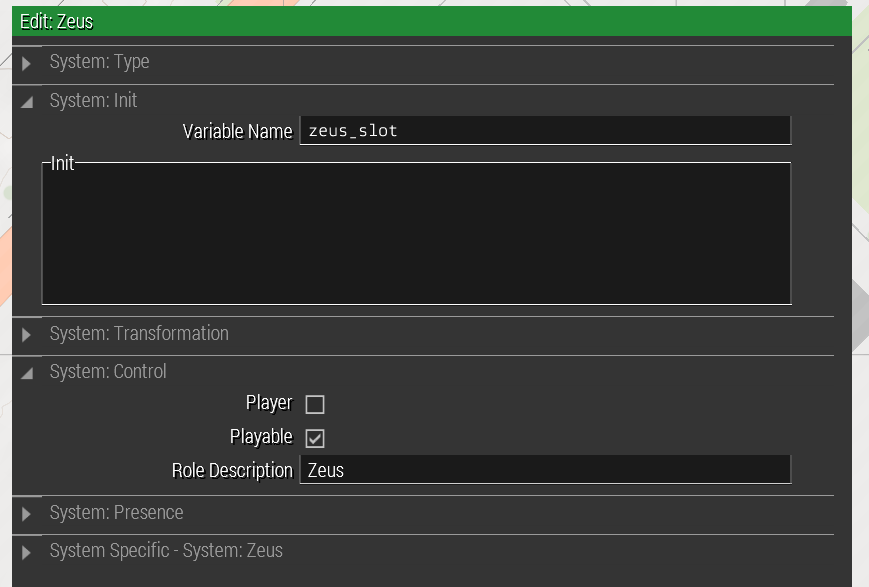 Edit: Zeus
System: Type
System: Init
Variable Name zeus_slot
Init
System: Transformation
System: Control
Player
Playable
Role Description Zeus
System: Presence
System Specific - System: Zeus